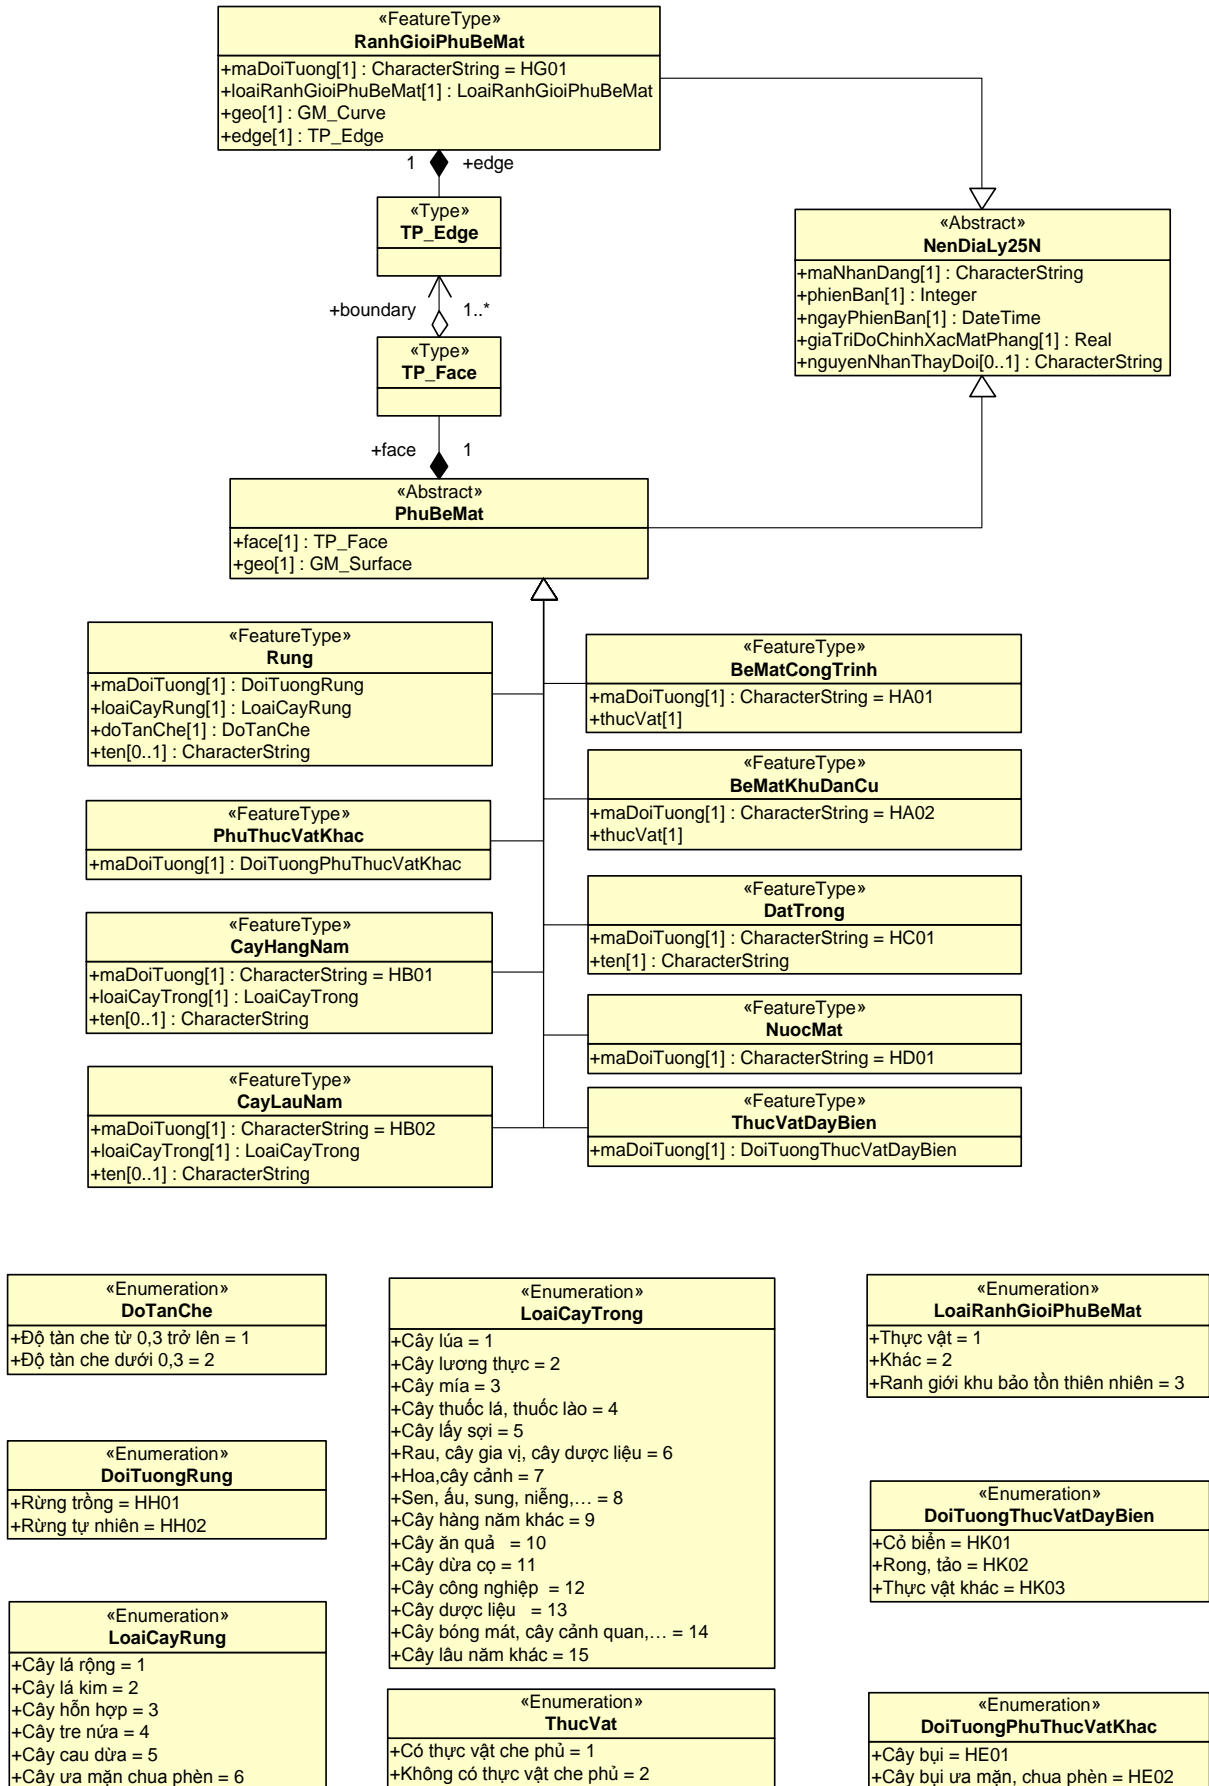 «FeatureType»
RanhGioiPhuBeMat
+maDoiTuong[1] : CharacterString = HG01
+loaiRanhGioiPhuBeMat[1] : LoaiRanhGioiPhuBeMat
+geo[1] : GM_Curve
+edge[1] : TP_Edge
1 +edge
«Type»
TP_Edge
+boundary 1..*
«Type»
TP_Face
+face 1
«Abstract»
NenDiaLy25N
+maNhanDang[1] : CharacterString
+phienBan[1] : Integer
+ngayPhienBan[1] : DateTime
+giaTriDoChinhXacMatPhang[1] : Real
+nguyenNhanThayDoi[0..1] : CharacterString
«Abstract»
PhuBeMat
+face[1] : TP_Face
+geo[1] : GM_Surface
«FeatureType»
Rung
+maDoiTuong[1] : DoiTuongRung
+loaiCayRung[1] : LoaiCayRung
+doTanChe[1] : DoTanChe
+ten[0..1] : CharacterString
«FeatureType»
PhuThucVatKhac
+maDoiTuong[1] : DoiTuongPhuThucVatKhac
«FeatureType»
CayHangNam
+maDoiTuong[1] : CharacterString = HB01
+loaiCayTrong[1] : LoaiCayTrong
+ten[0..1] : CharacterString
«FeatureType»
CayLauNam
+maDoiTuong[1] : CharacterString = HB02
+loaiCayTrong[1] : LoaiCayTrong
+ten[0..1] : CharacterString
«FeatureType»
BeMatCongTrinh
+maDoiTuong[1] : CharacterString = HA01
+thucVat[1]
«FeatureType»
BeMatKhuDanCu
+maDoiTuong[1] : CharacterString = HA02
+thucVat[1]
«FeatureType»
DatTrong
+maDoiTuong[1] : CharacterString = HC01
+ten[1] : CharacterString
«FeatureType»
NuocMat
+maDoiTuong[1] : CharacterString = HD01
«FeatureType»
ThucVatDayBien
+maDoiTuong[1] : DoiTuongThucVatDayBien
«Enumeration»
DoTanChe
+Độ tàn che từ 0,3 trở lên = 1
+Độ tàn che dưới 0,3 = 2
«Enumeration»
DoiTuongRung
+Rừng trồng = HH01
+Rừng tự nhiên = HH02
«Enumeration»
LoaiCayRung
+Cây lá rộng = 1
+Cây lá kim = 2
+Cây hỗn hợp = 3
+Cây tre nứa = 4
+Cây cau dừa = 5
+Cây ưa mặn chua phèn = 6
«Enumeration»
LoaiCayTrong
+Cây lúa = 1
+Cây lương thực = 2
+Cây mía = 3
+Cây thuốc lá, thuốc lào = 4
+Cây lấy sợi = 5
+Rau, cây gia vị, cây dược liệu = 6
+Hoa,cây cảnh = 7
+Sen, ấu, sung, niễng,… = 8
+Cây hàng năm khác = 9
+Cây ăn quả = 10
+Cây dừa cọ = 11
+Cây công nghiệp = 12
+Cây dược liệu = 13
+Cây bóng mát, cây cảnh quan,… = 14
+Cây lâu năm khác = 15
«Enumeration»
ThucVat
+Có thực vật che phủ = 1
+Không có thực vật che phủ = 2
«Enumeration»
LoaiRanhGioiPhuBeMat
+Thực vật = 1
+Khác = 2
+Ranh giới khu bảo tồn thiên nhiên = 3
«Enumeration»
DoiTuongThucVatDayBien
+Cỏ biển = HK01
+Rong, tảo = HK02
+Thực vật khác = HK03
«Enumeration»
DoiTuongPhuThucVatKhac
+Cây bụi = HE01
+Cây bụi ưa mặn, chua phèn = HE02